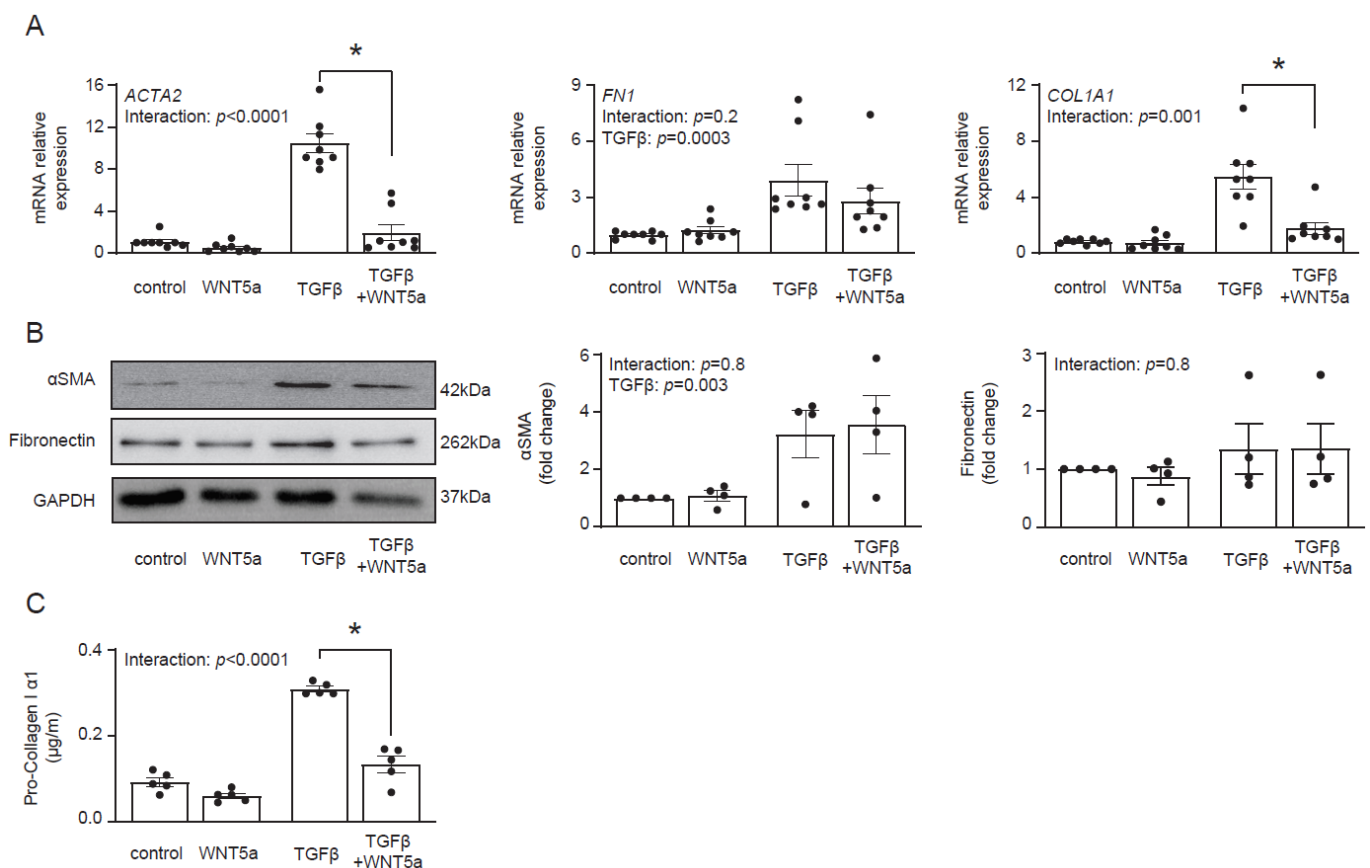 A
mRNA relative
expression
16
12
8
4
0
ACTA2
Interaction: p<0.0001
*
control
WNT5a
TGFβ
TGFβ
+WNT5a
mRNA relative
expression
9
6
3
0
FN1
Interaction: p=0.2
TGFβ: p=0.0003
control
WNT5a
TGFβ
TGFβ
+WNT5a
mRNA relative
expression
12
8
4
0
COL1A1
Interaction: p=0.001
*
control
WNT5a
TGFβ
TGFβ
+WNT5a
B
αSMA
42kDa
Fibronectin
262kDa
GAPDH
37kDa
control
WNT5a
TGFβ
TGFβ
+WNT5a
αSMA
(fold change)
6
4
2
0
Interaction: p=0.8
TGFβ: p=0.003
control
WNT5a
TGFβ
TGFβ
+WNT5a
Fibronectin
(fold change)
3
2
1
0
Interaction: p=0.8
control
WNT5a
TGFβ
TGFβ
+WNT5a
C
Pro-Collagen I α1
(µg/m)
0.4
0.2
0.0
Interaction: p<0.0001
*
control
WNT5a
TGFβ
TGFβ
+WNT5a